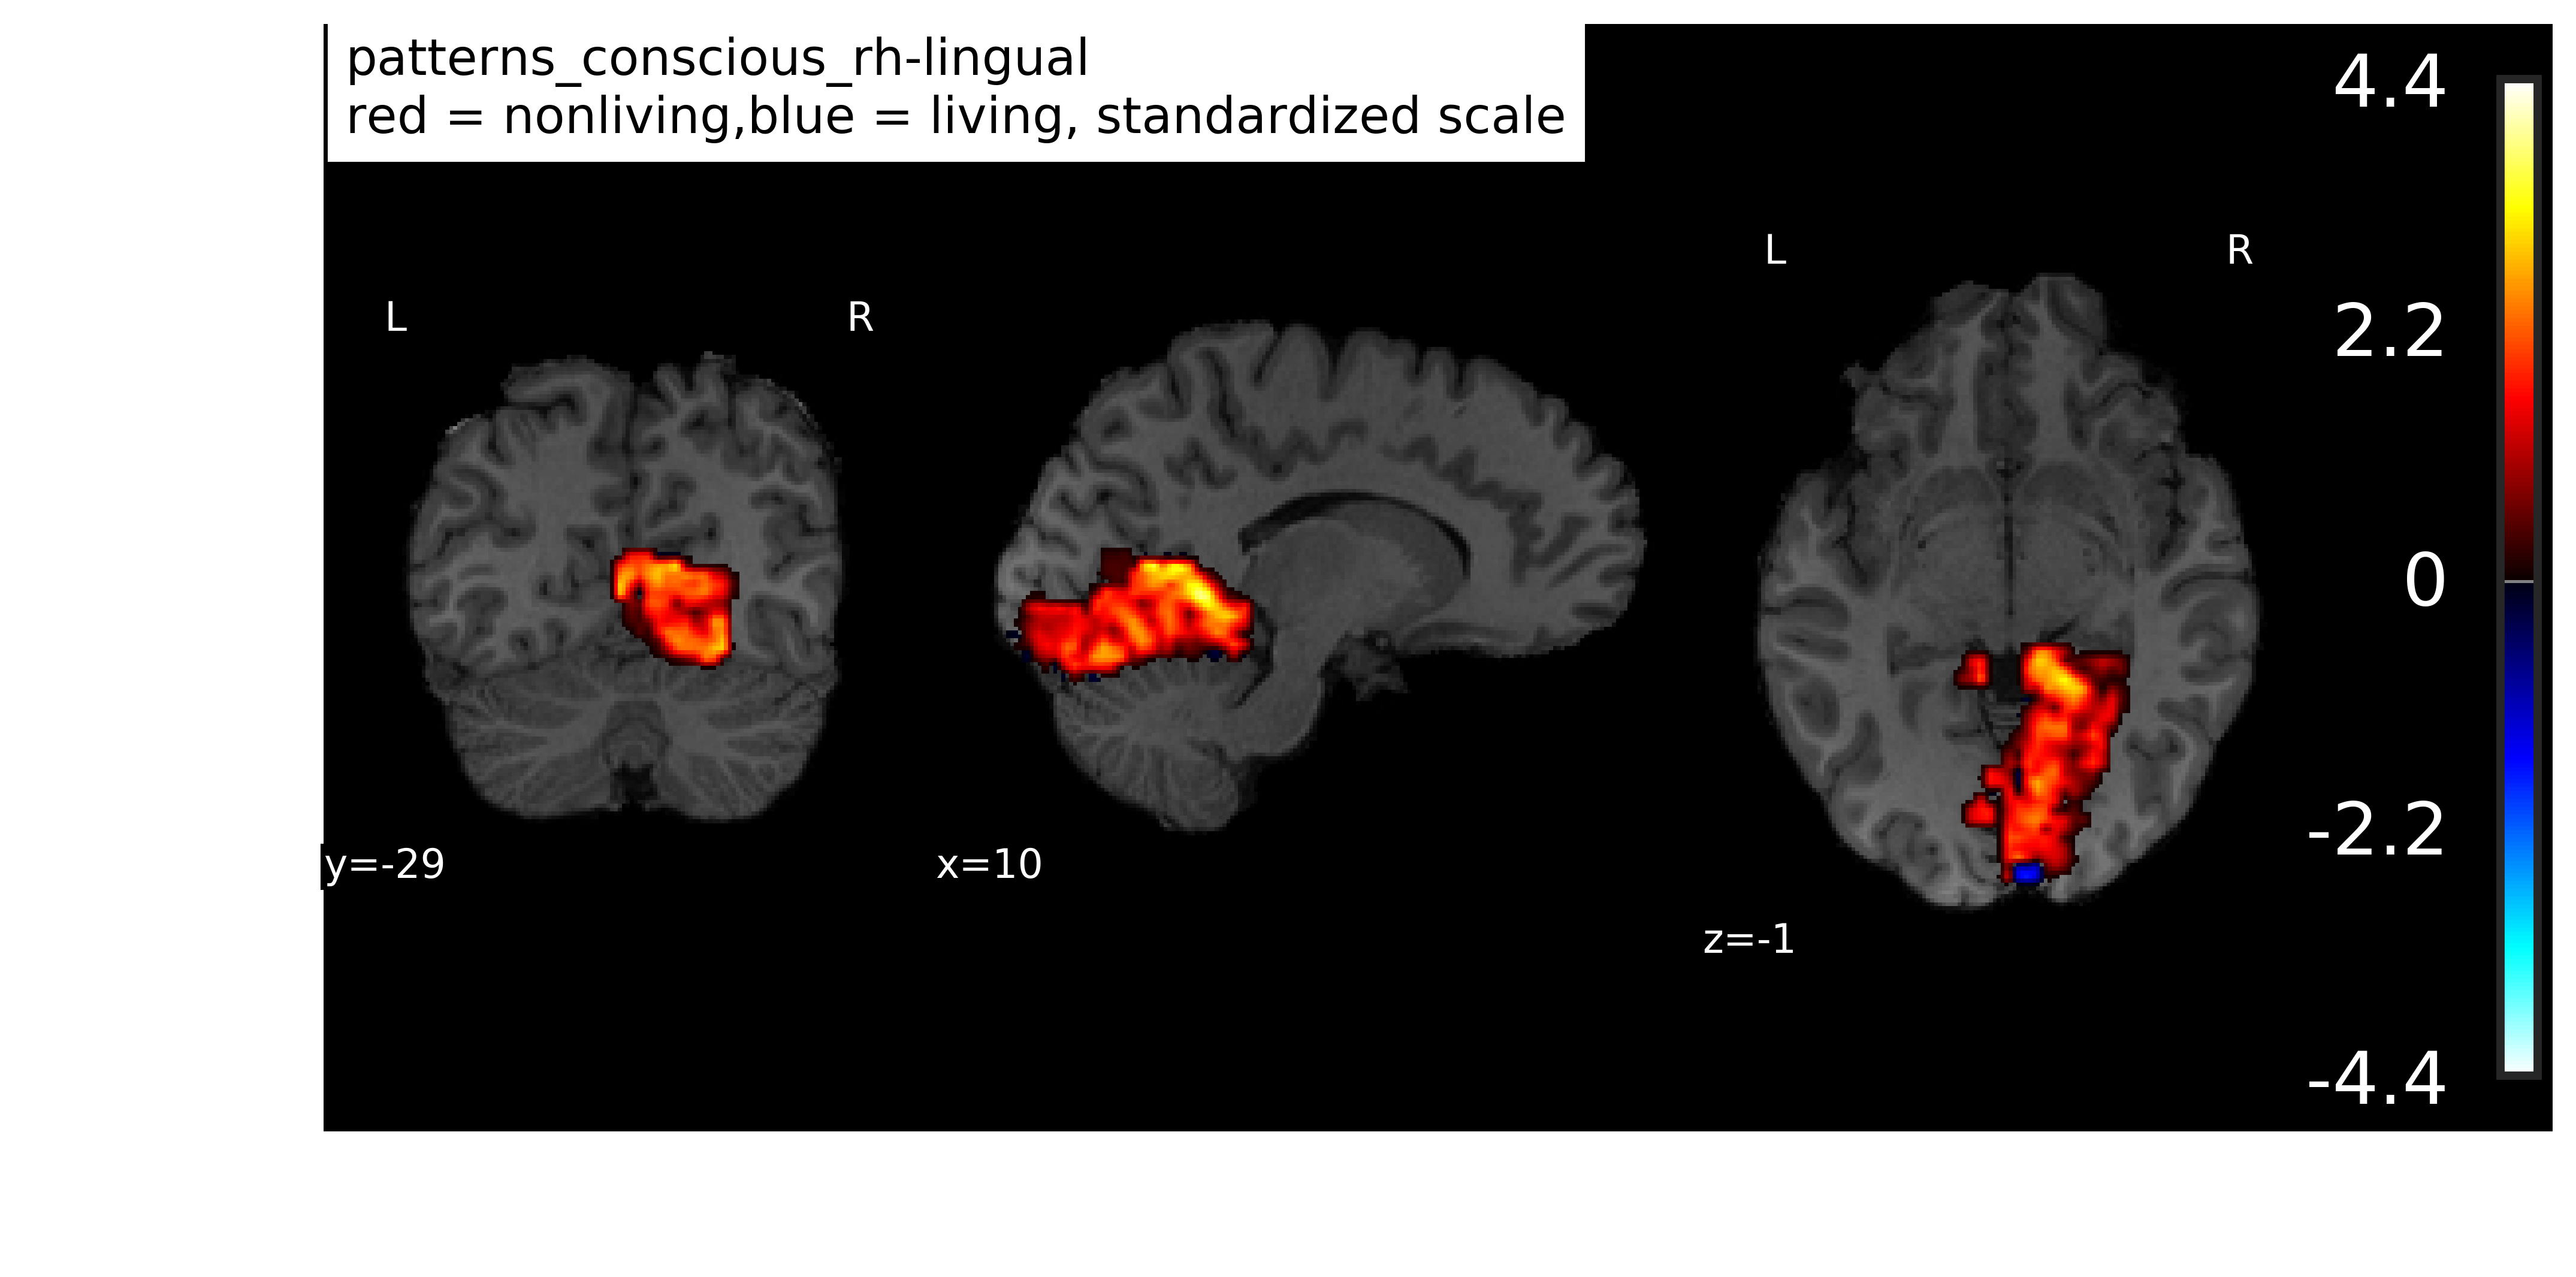 patterns_conscious_rh-lingual
red = nonliving,blue = living, standardized scale
L
R
y=-29
x=10
L
R
z=-1
4.4
2.2
0
-2.2
-4.4